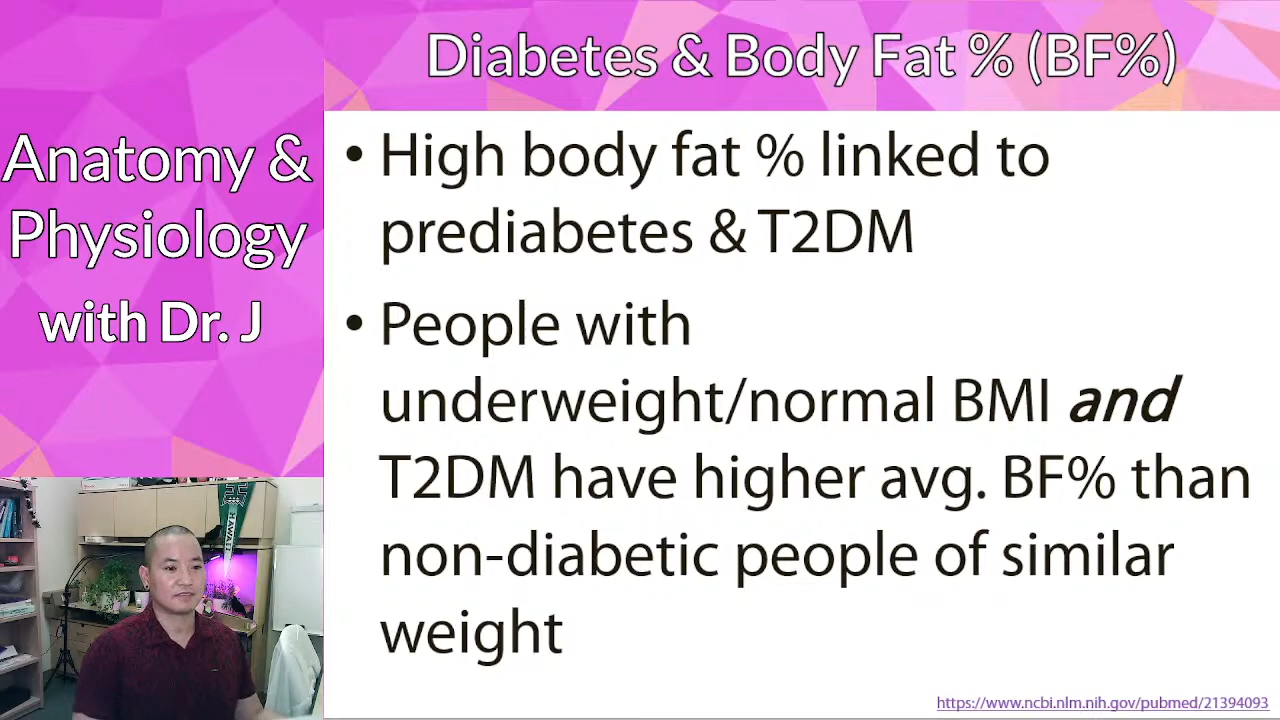 Diabetes & Body Fat % (BF%)
Anatomy &
Physiology
with Dr. J
• High body fat % linked to
prediabetes & T2DM
• People with
underweight/normal BMI and
T2DM have higher avg. BF% than
non-diabetic people of similar
weight
https://www.ncbi.nlm.nih.gov/pubmed/21394093